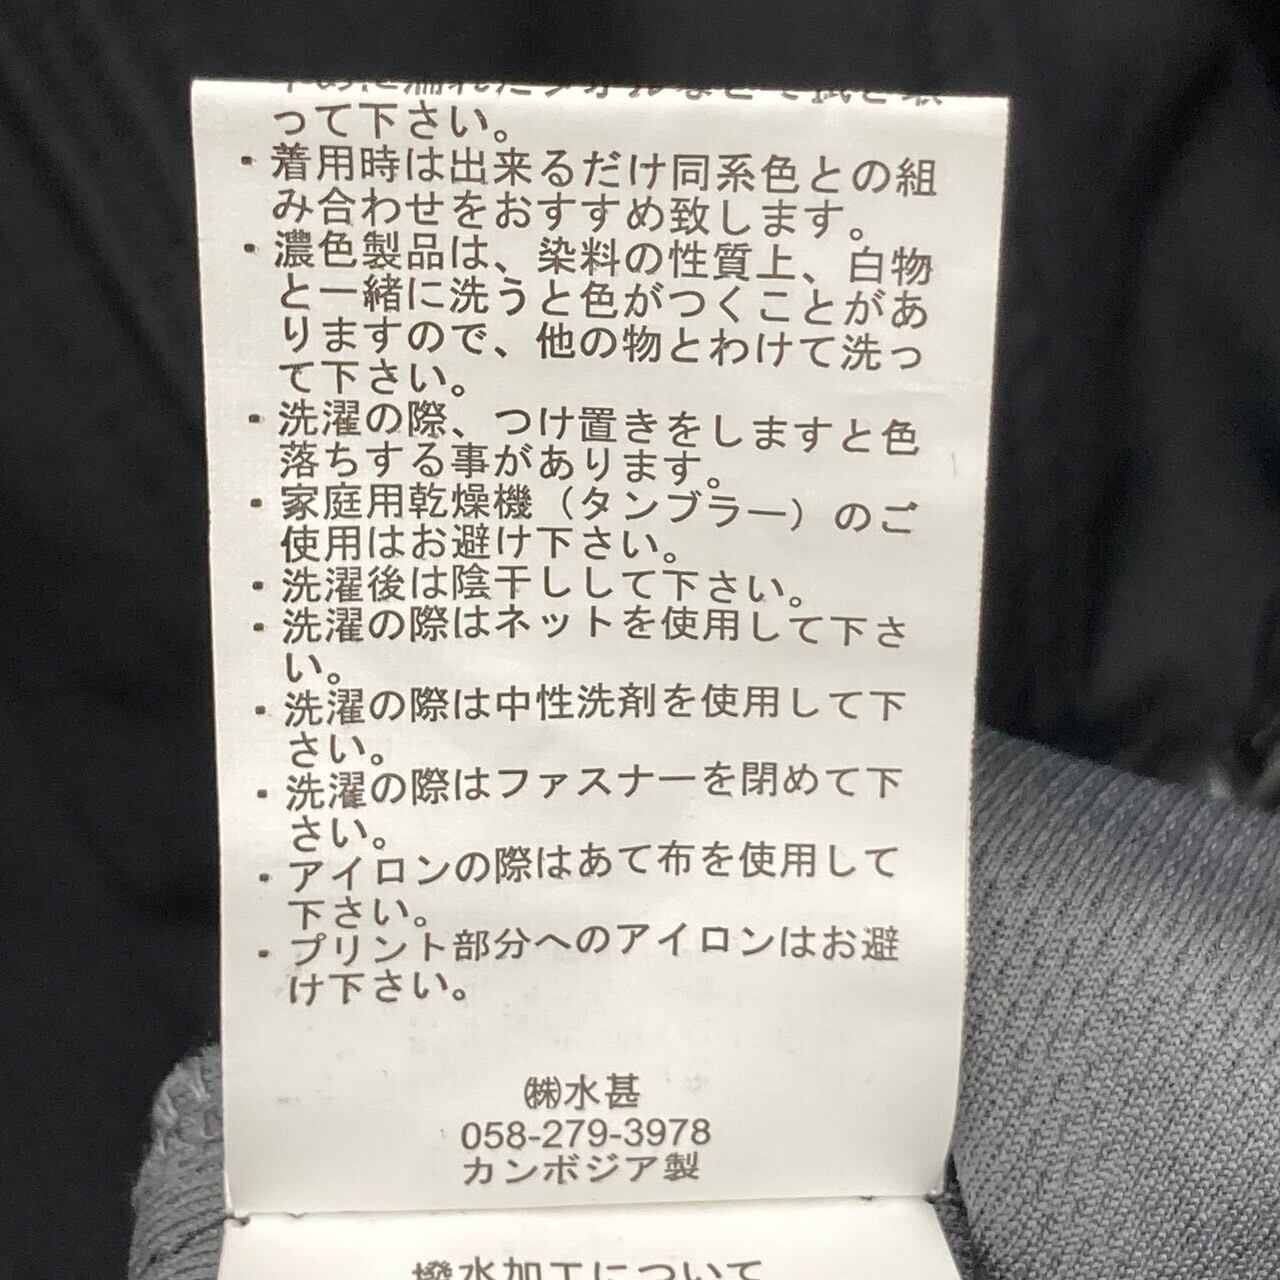 って下さい。
・着用時は出来るだけ同系色との組
み合わせをおすすめ致します。
・濃色製品は、染料の性質上、白物
と一緒に洗うと色がつくことがあ
りますので、他の物とわけて洗っ
て下さい。
・洗濯の際、つけ置きをしますと色
落ちする事があります。
・家庭用乾燥機（タンブラー）のご
使用はお避け下さい。
・洗濯後は陰干しして下さい。
・洗濯の際はネットを使用して下さ
い。
・洗濯の際は中性洗剤を使用して下
さい。
・洗濯の際はファスナーを閉めて下
さい。
・アイロンの際はあて布を使用して
下さい。
・プリント部分へのアイロンはお避
け下さい。
㈱水甚
058-279-3978
カンボジア製
撥水加工について